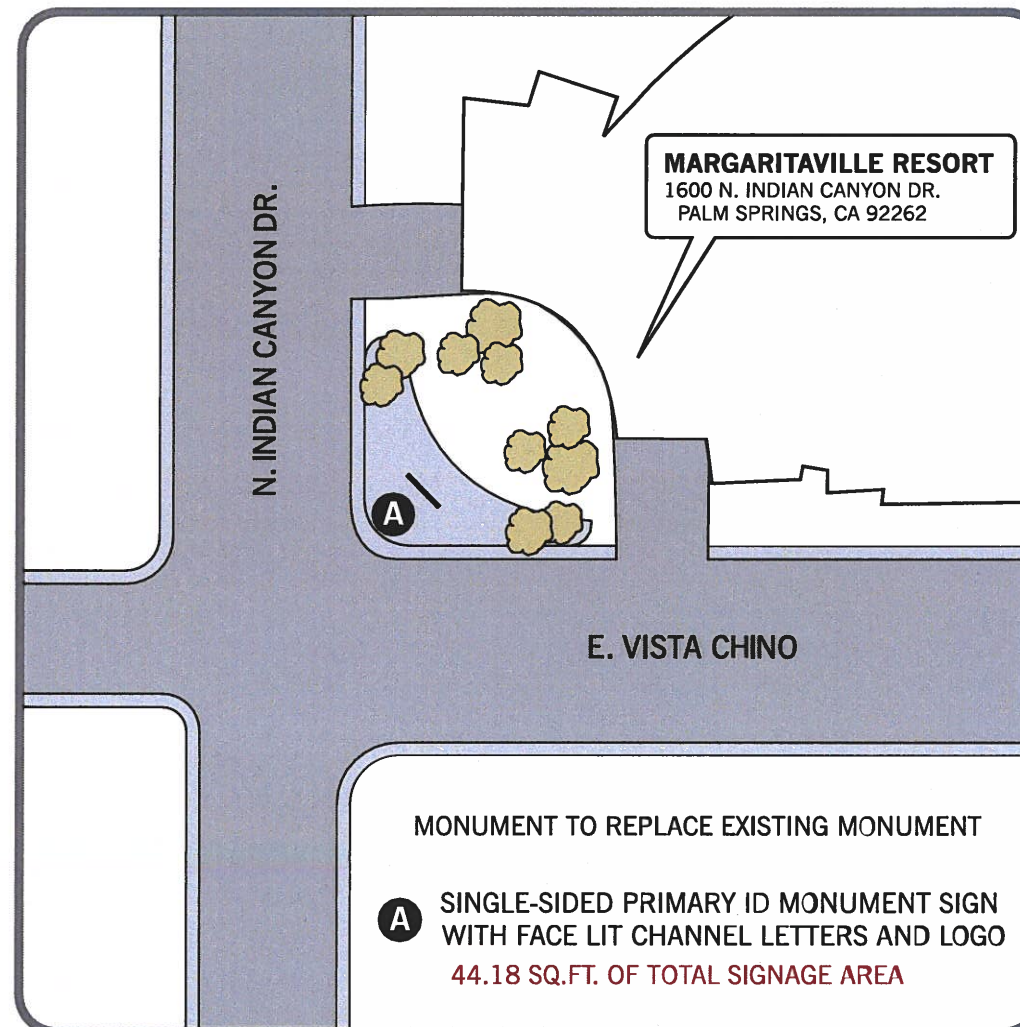 MARGARITAVILLE RESORT
1600 N. INDIAN CANYON DR.
PALM SPRINGS, CA 92262
N. INDIAN CANYON DR.
A
E. VISTA CHINO
MONUMENT TO REPLACE EXISTING MONUMENT
A
SINGLE-SIDED PRIMARY ID MONUMENT SIGN
WITH FACE LIT CHANNEL LETTERS AND LOGO
44.18 SQ.FT. OF TOTAL SIGNAGE AREA